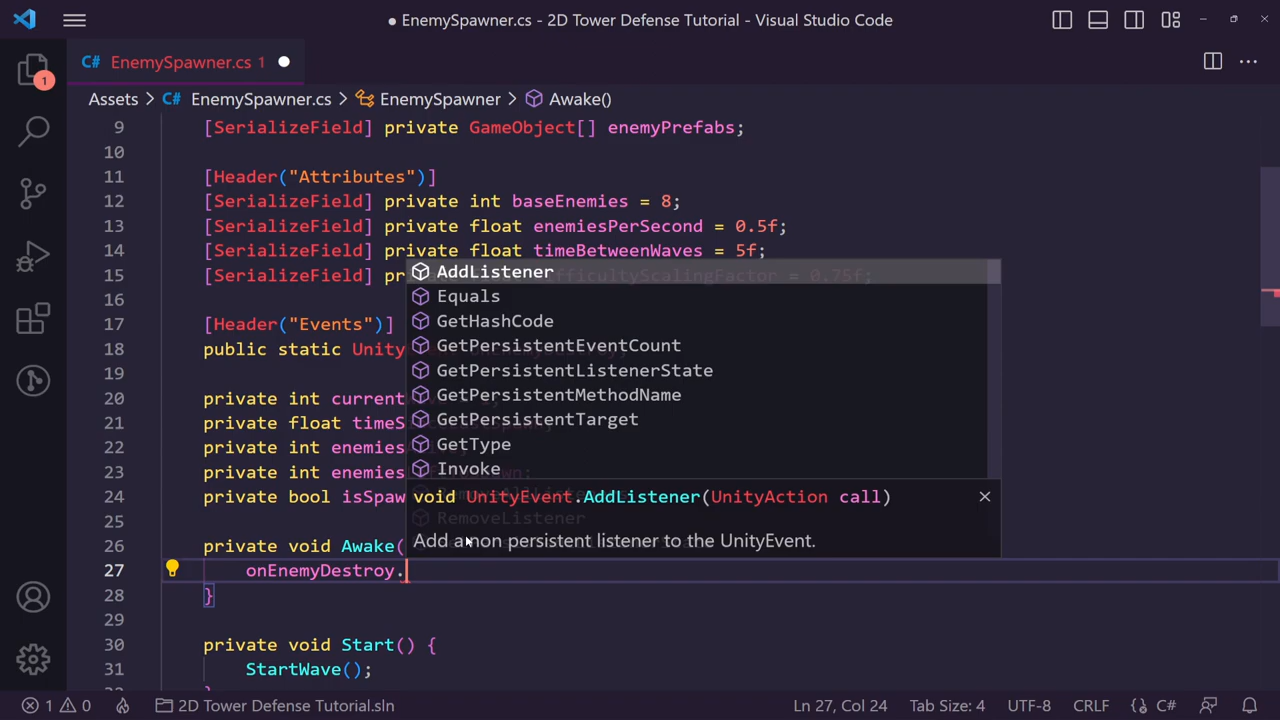 EnemySpawner.cs - 2D Tower Defense Tutorial - Visual Studio Code
1
C# EnemySpawner.cs 1
Assets > C# EnemySpawner.cs > EnemySpawner > Awake()
9 [SerializeField] private GameObject[] enemyPrefabs;
10
11 [Header("Attributes")]
12 [SerializeField] private int baseEnemies = 8;
13 [SerializeField] private float enemiesPerSecond = 0.5f;
14 [SerializeField] private float timeBetweenWaves = 5f;
15 [SerializeField] pr ifficultyScalingFactor = 0.75f;
16
17 [Header("Events")]
18 public static Unity
19
20 private int current
21 private float timeS
22 private int enemies
23 private int enemies
24 private bool isSpaw
25
26 private void Awake(
27 onEnemyDestroy.
28 }
29
30 private void Start() {
31 StartWave();
AddListener
Equals
GetHashCode
GetPersistentEventCount
GetPersistentListenerState
GetPersistentMethodName
GetPersistentTarget
GetType
Invoke
void UnityEvent.AddListener(UnityAction call)
RemoveListener
Add a non persistent listener to the UnityEvent.
1 0 2D Tower Defense Tutorial.sln Ln 27, Col 24 Tab Size: 4 UTF-8 CRLF {} C#